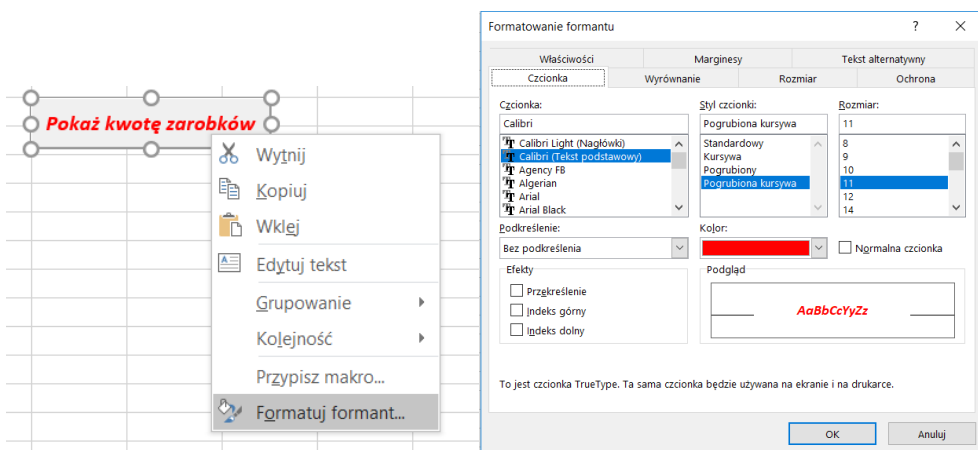 Pokaż kwotę zarobków
Wytnij
Kopiuj
Wklej
Edytuj tekst
Grupowanie
Kolejność
Przypisz makro...
Formatuj formant...
Formatowanie formantu ? ×
Właściwości Marginesy Tekst alternatywny
Czcionka Wyrównanie Rozmiar Ochrona
Czcionka: Styl czcionki: Rozmiar:
Calibri Pogrubiona kursywa 11
Calibri Light (Nagłówki) Standardowy 8
Calibri (Tekst podstawowy) Kursywa 9
Agency FB Pogrubiony 10
Algerian Pogrubiona kursywa 11
Arial 12
Arial Black 14
Podkreślenie: Kolor:
Bez podkreślenia Normalna czcionka
Efekty Podgląd
Przekreślenie
Indeks górny AaBbCcYyZz
Indeks dolny
To jest czcionka TrueType. Ta sama czcionka będzie używana na ekranie i na drukarce.
OK Anuluj